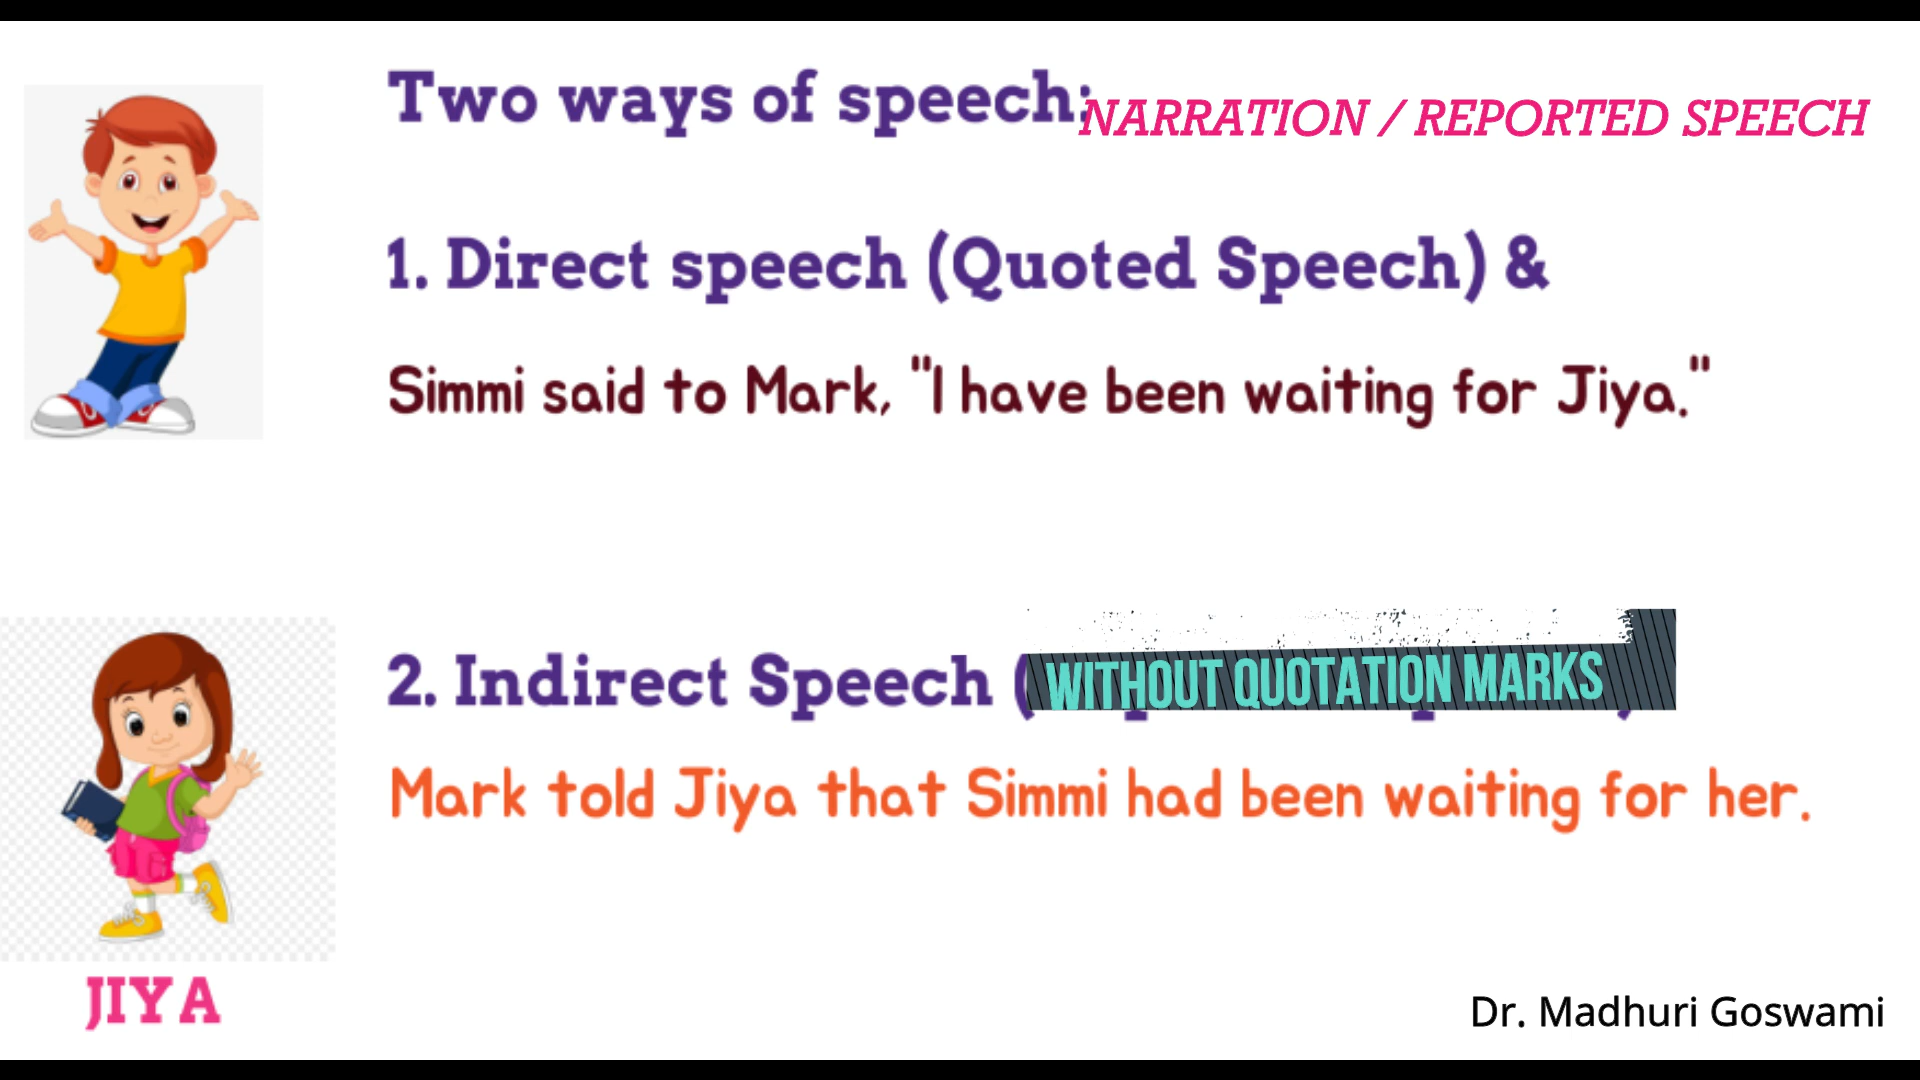 Two ways of speech:
NARRATION / REPORTED SPEECH
1. Direct speech (Quoted Speech) &
Simmi said to Mark, "I have been waiting for Jiya."
2. Indirect Speech (
WITHOUT QUOTATION MARKS
Mark told Jiya that Simmi had been waiting for her.
JIYA
Dr. Madhuri Goswami